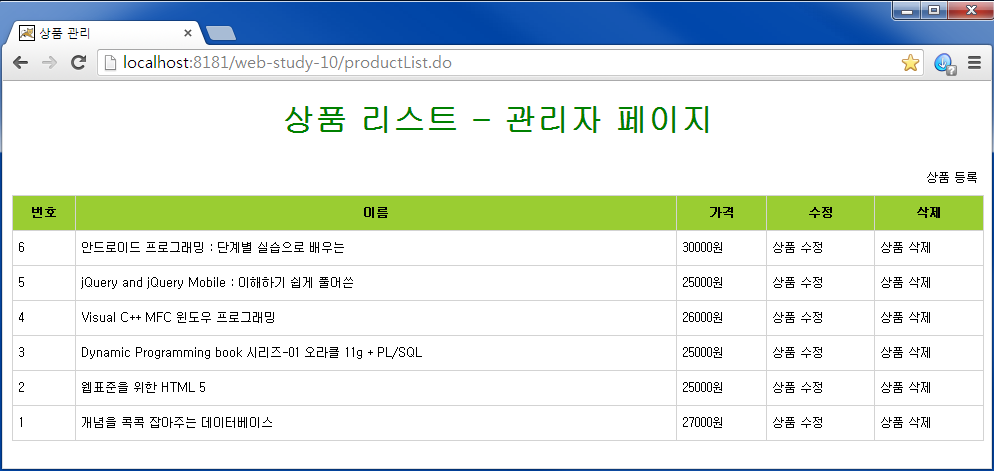 상품 관리
localhost:8181/web-study-10/productList.do
상품 리스트 – 관리자 페이지
상품 등록
번호 이름 가격 수정 삭제
6 안드로이드 프로그래밍 : 단계별 실습으로 배우는 30000원 상품 수정 상품 삭제
5 jQuery and jQuery Mobile : 이해하기 쉽게 풀어쓴 25000원 상품 수정 상품 삭제
4 Visual C++ MFC 윈도우 프로그래밍 26000원 상품 수정 상품 삭제
3 Dynamic Programming book 시리즈-01 오라클 11g + PL/SQL 25000원 상품 수정 상품 삭제
2 웹표준을 위한 HTML 5 25000원 상품 수정 상품 삭제
1 개념을 콕콕 잡아주는 데이터베이스 27000원 상품 수정 상품 삭제